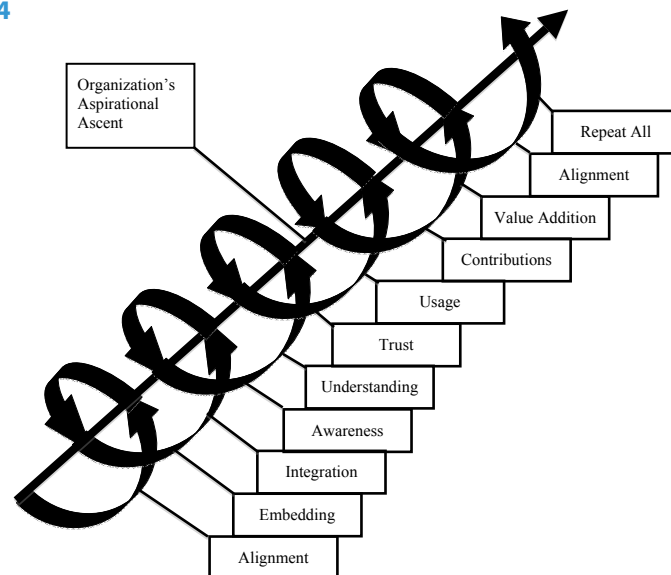 4
Organization's
Aspirational
Ascent
Repeat All
Alignment
Value Addition
Contributions
Usage
Trust
Understanding
Awareness
Integration
Embedding
Alignment